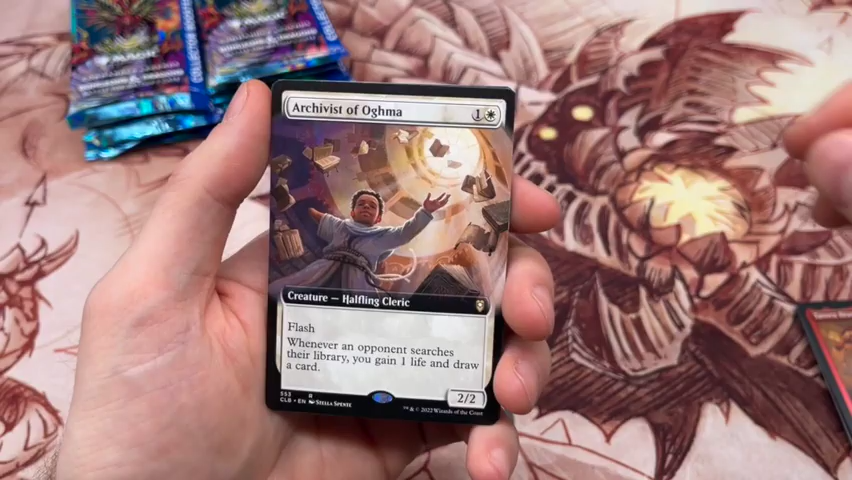 Archivist of Oghma 1
Creature — Halfling Cleric
Flash
Whenever an opponent searches
their library, you gain 1 life and draw
a card.
2/2
553 R
CLB • EN Stella Spente
™ & © 2022 Wizards of the Coast